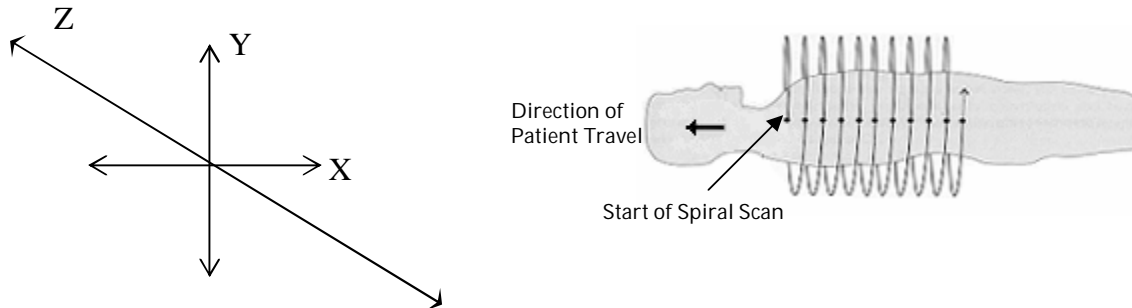 Z
Y
X
Direction of
Patient Travel
Start of Spiral Scan